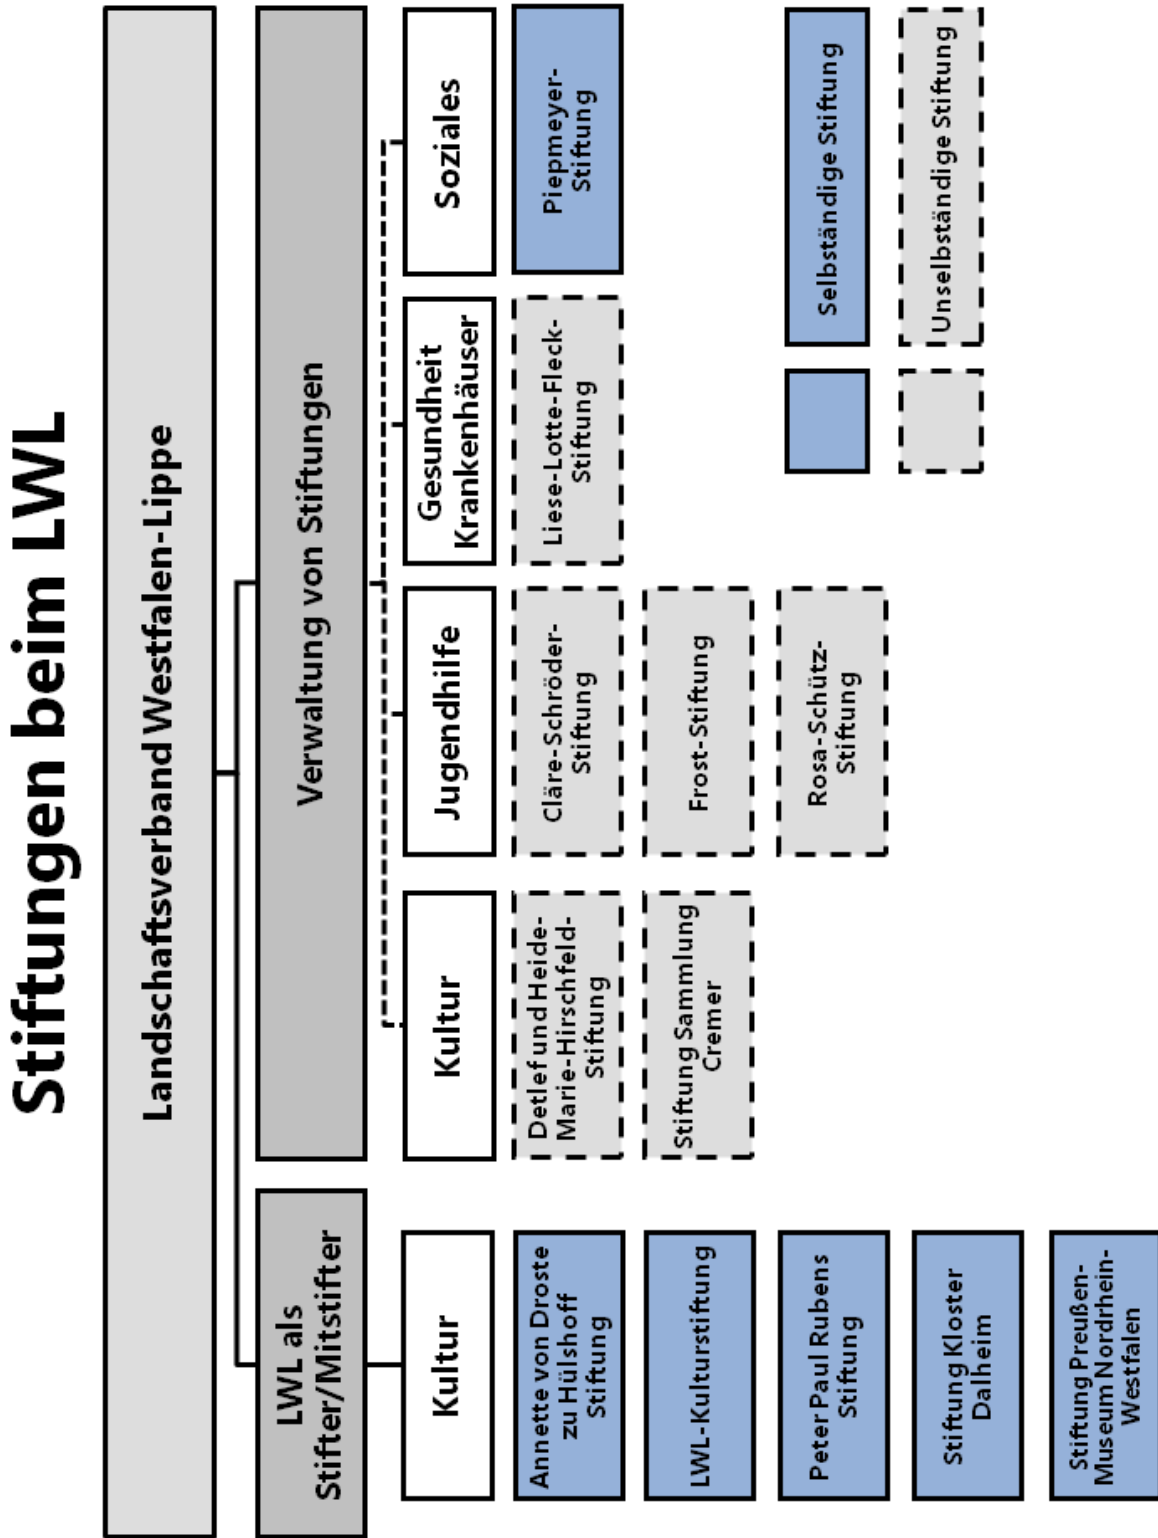 Stiftungen beim LWL
Landschaftsverband Westfalen-Lippe
LWL als
Stifter/Mitstifter
Verwaltung von Stiftungen
Kultur
Kultur
Jugendhilfe
Gesundheit
Krankenhäuser
Soziales
Annette von Droste
zu Hülshoff
Stiftung
LWL-Kulturstiftung
Peter Paul Rubens
Stiftung
Stiftung Kloster
Dalheim
Stiftung Preußen-
Museum Nordrhein-
Westfalen
Detlef und Heide-
Marie-Hirschfeld-
Stiftung
Stiftung Sammlung
Cremer
Cläre-Schröder-
Stiftung
Frost-Stiftung
Rosa-Schütz-
Stiftung
Liese-Lotte-Fleck-
Stiftung
Piepmeyer-
Stiftung
Selbständige Stiftung
Unselbständige Stiftung